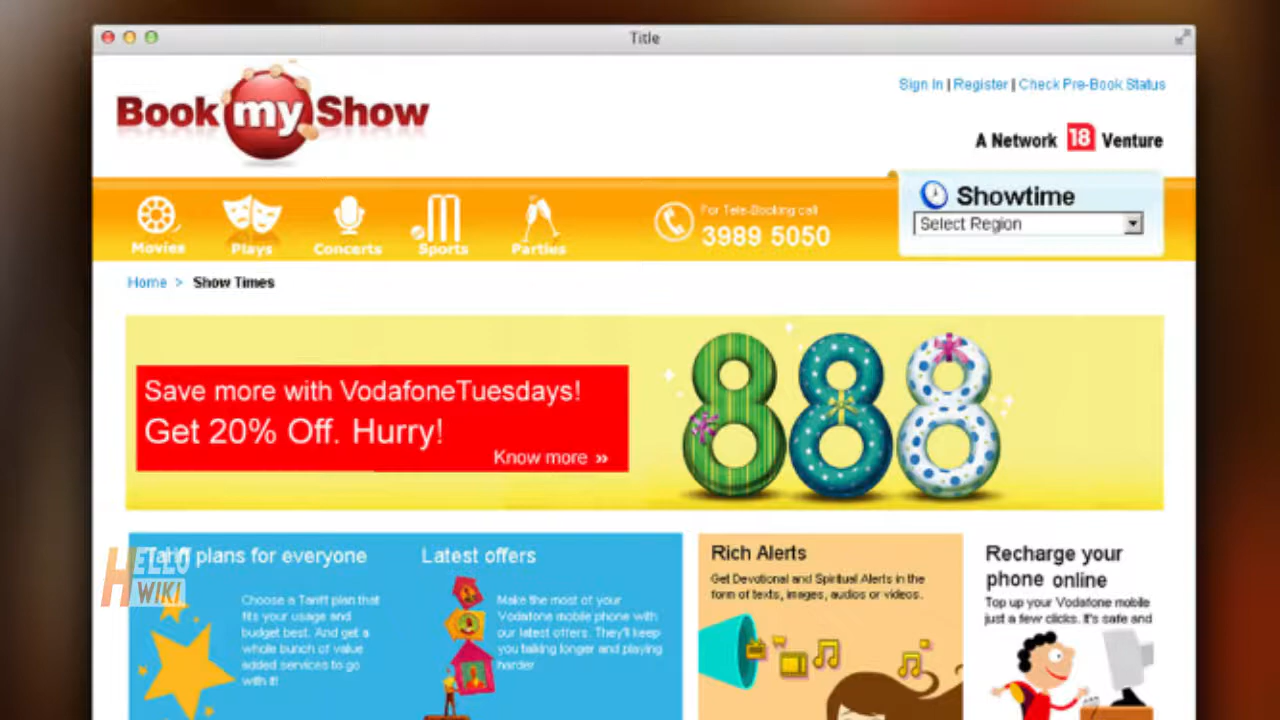 Title
Book my Show
Sign In | Register | Check Pre-Book Status
A Network 18 Venture
Movies
Plays
Concerts
Sports
Parties
For Tele-Booking call
3989 5050
Showtime
Select Region
Home > Show Times
Save more with VodafoneTuesdays!
Get 20% Off. Hurry!
Know more »
888
Tariff plans for everyone
Choose a Tariff plan that
fits your usage and
budget best. And get a
whole bunch of value
added services to go
with it!
Latest offers
Make the most of your
Vodafone mobile phone with
our latest offers. They'll keep
you talking longer and playing
harder
Rich Alerts
Get Devotional and Spiritual Alerts in the
form of texts, images, audios or videos.
Recharge your
phone online
Top up your Vodafone mobile
just a few clicks. It's safe and
HELLO
WIKI